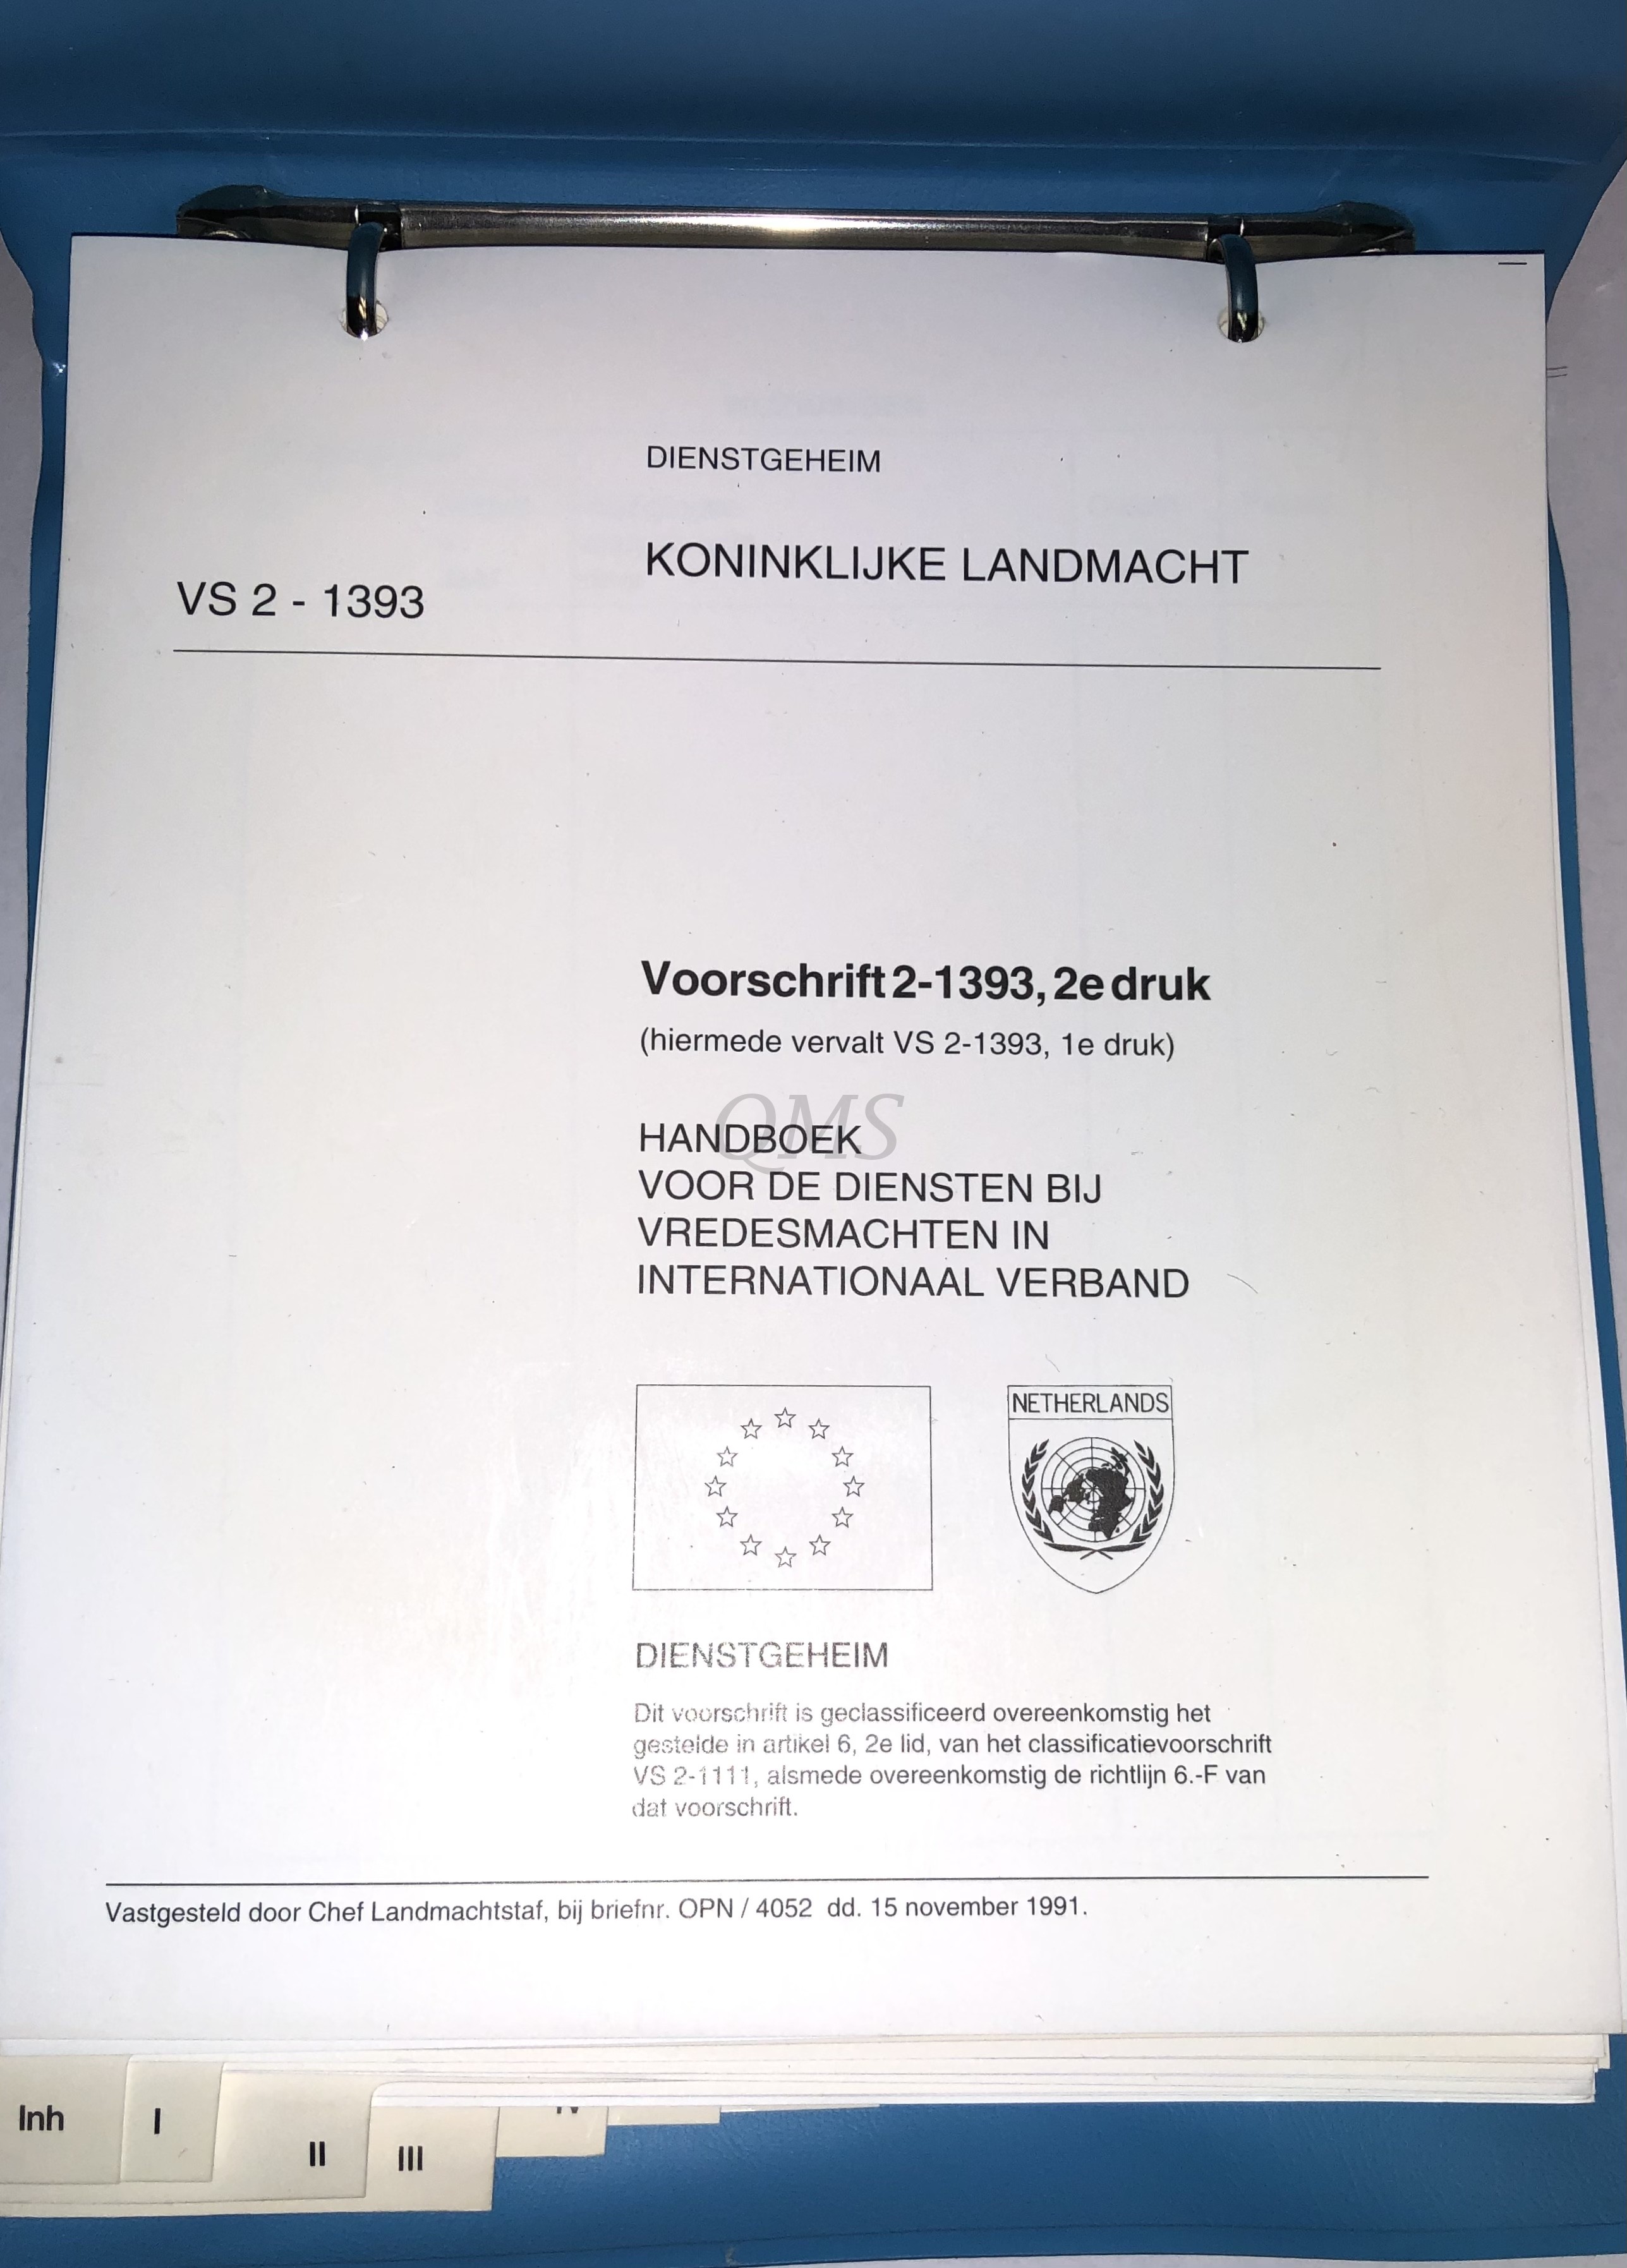 DIENSTGEHEIM
KONINKLIJKE LANDMACHT
VS 2 - 1393
Voorschrift 2-1393, 2e druk
(hiermede vervalt VS 2-1393, 1e druk)
QMS
HANDBOEK
VOOR DE DIENSTEN BIJ
VREDESMACHTEN IN
INTERNATIONAAL VERBAND
NETHERLANDS
DIENSTGEHEIM
Dit voorschrift is geclassificeerd overeenkomstig het
gestelde in artikel 6, 2e lid, van het classificatievoorschrift
VS 2-1111, alsmede overeenkomstig de richtlijn 6.-F van
dat voorschrift.
Vastgesteld door Chef Landmachtstaf, bij briefnr. OPN / 4052 dd. 15 november 1991.
Inh
I
II
III
IV